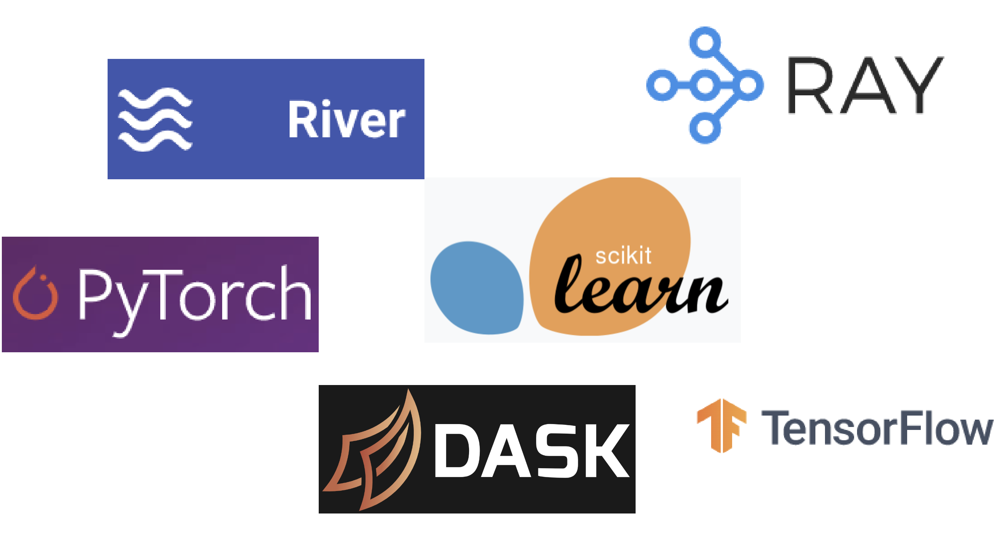 River
RAY
scikit
learn
PyTorch
DASK
TensorFlow